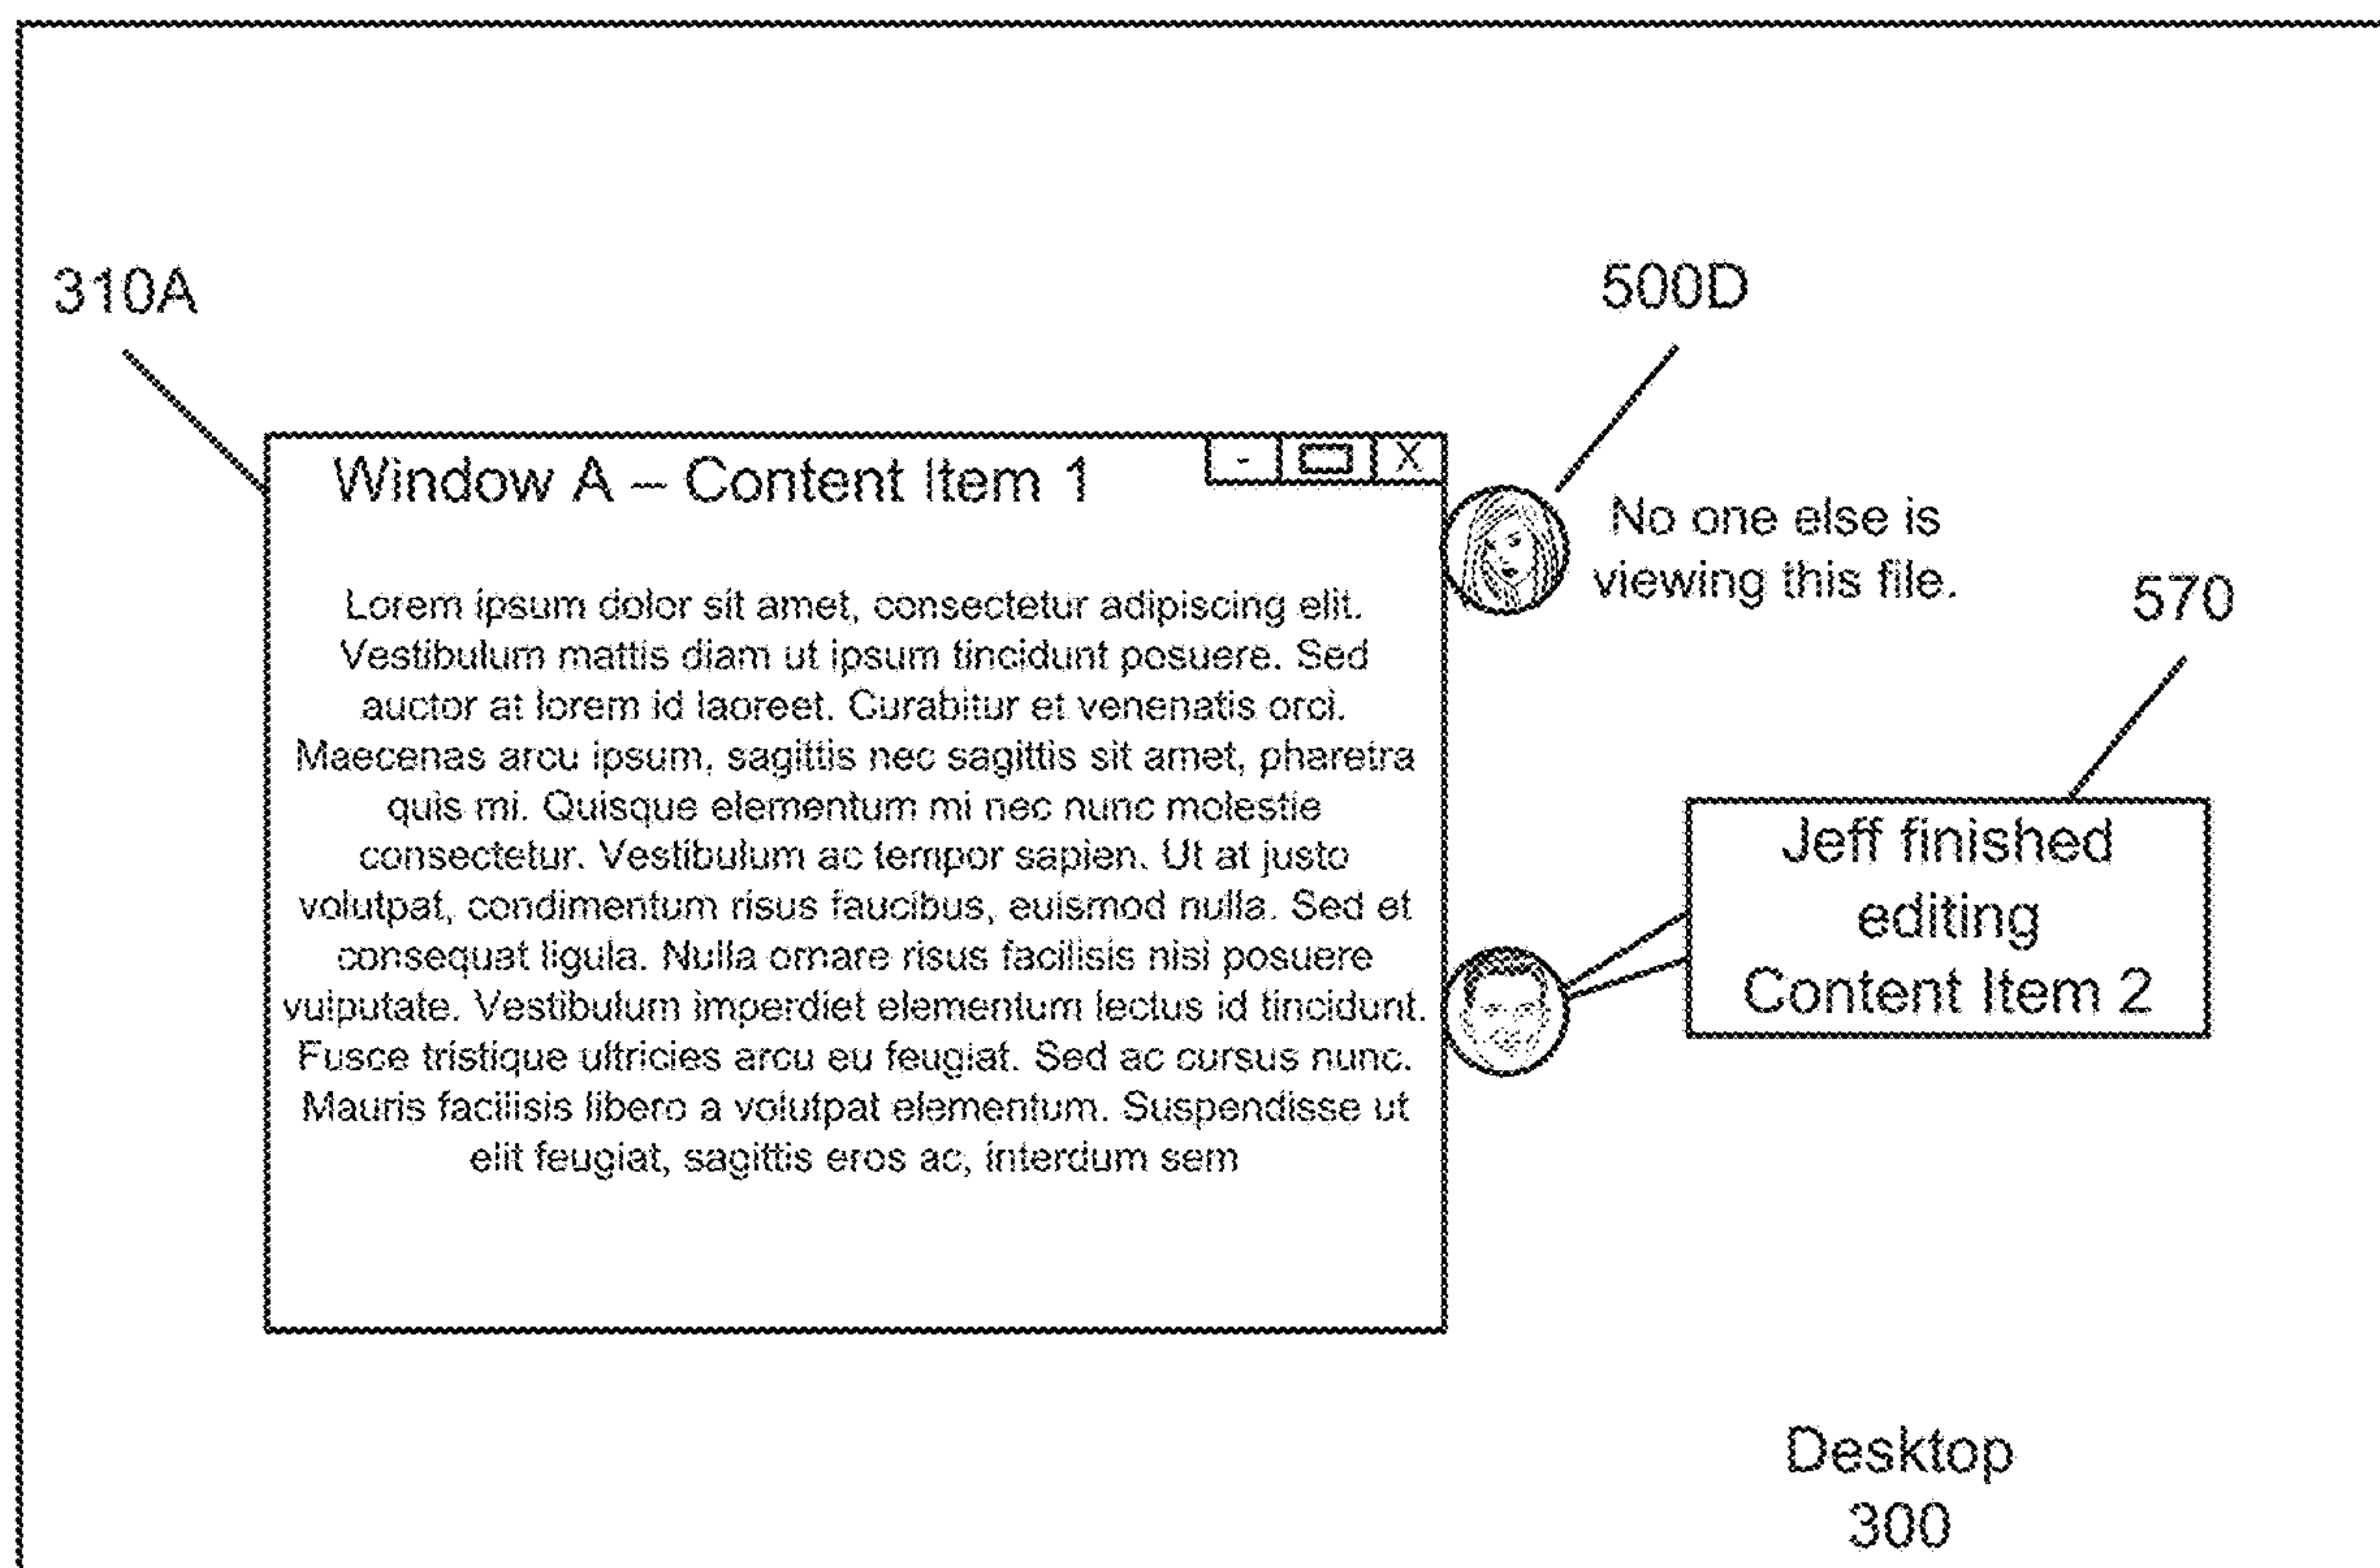 310A
500D
Window A – Content Item 1
- X
No one else is
viewing this file.
570
Lorem ipsum dolor sit amet, consectetur adipiscing elit.
Vestibulum mattis diam ut ipsum tincidunt posuere. Sed
auctor at lorem id laoreet. Curabitur et venenatis orci.
Maecenas arcu ipsum, sagittis nec sagittis sit amet, pharetra
quis mi. Quisque elementum mi nec nunc molestie
consectetur. Vestibulum ac tempor sapien. Ut at justo
volutpat, condimentum risus faucibus, euismod nulla. Sed et
consequat ligula. Nulla ornare risus facilisis nisi posuere
vulputate. Vestibulum imperdiet elementum lectus id tincidunt.
Fusce tristique ultricies arcu eu feugiat. Sed ac cursus nunc.
Mauris facilisis libero a volutpat elementum. Suspendisse ut
elit feugiat, sagittis eros ac, interdum sem
Jeff finished
editing
Content Item 2
Desktop
300